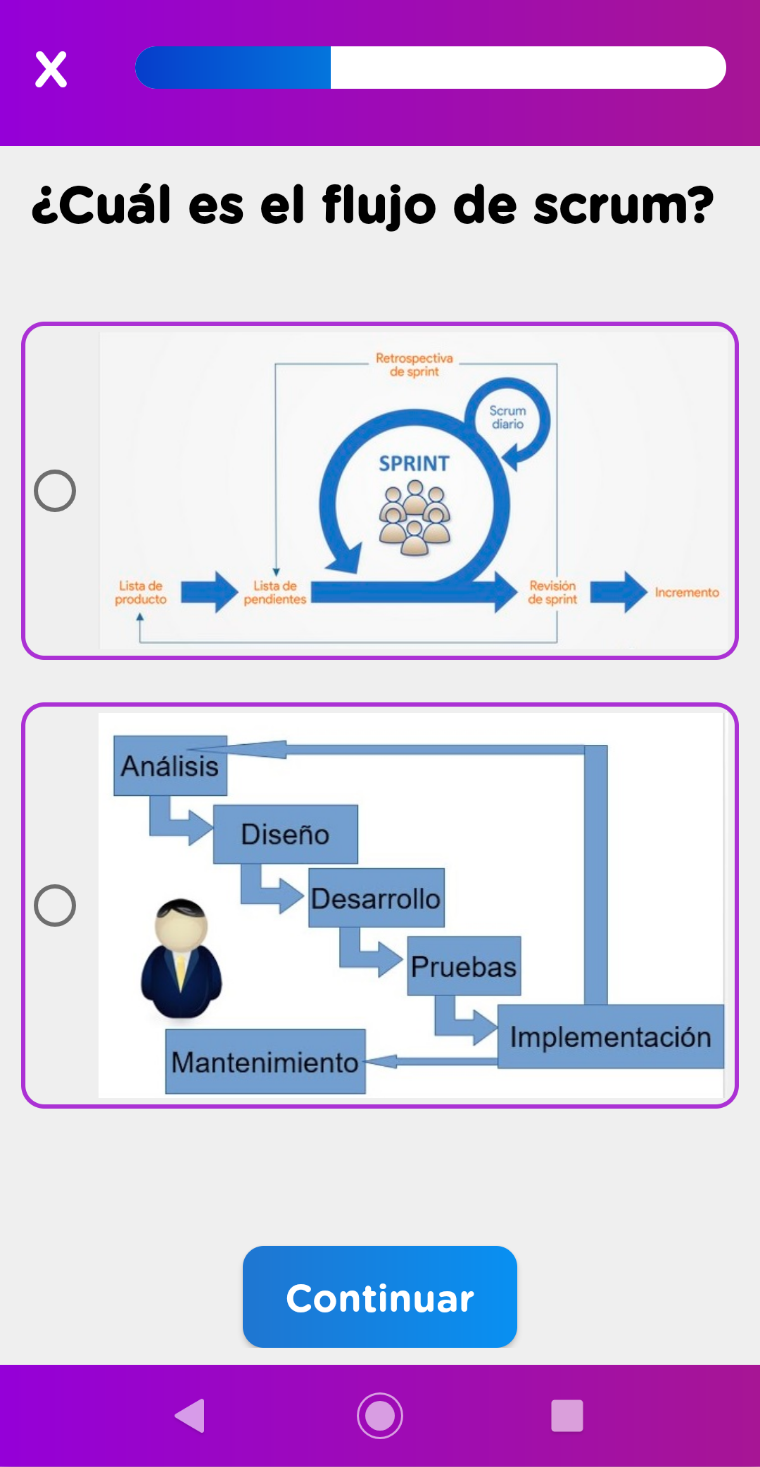 X
¿Cuál es el flujo de scrum?
Retrospectiva
de sprint
Scrum
diario
SPRINT
Lista de
producto
Lista de
pendientes
Revisión
de sprint
Incremento
Análisis
Diseño
Desarrollo
Pruebas
Implementación
Mantenimiento
Continuar